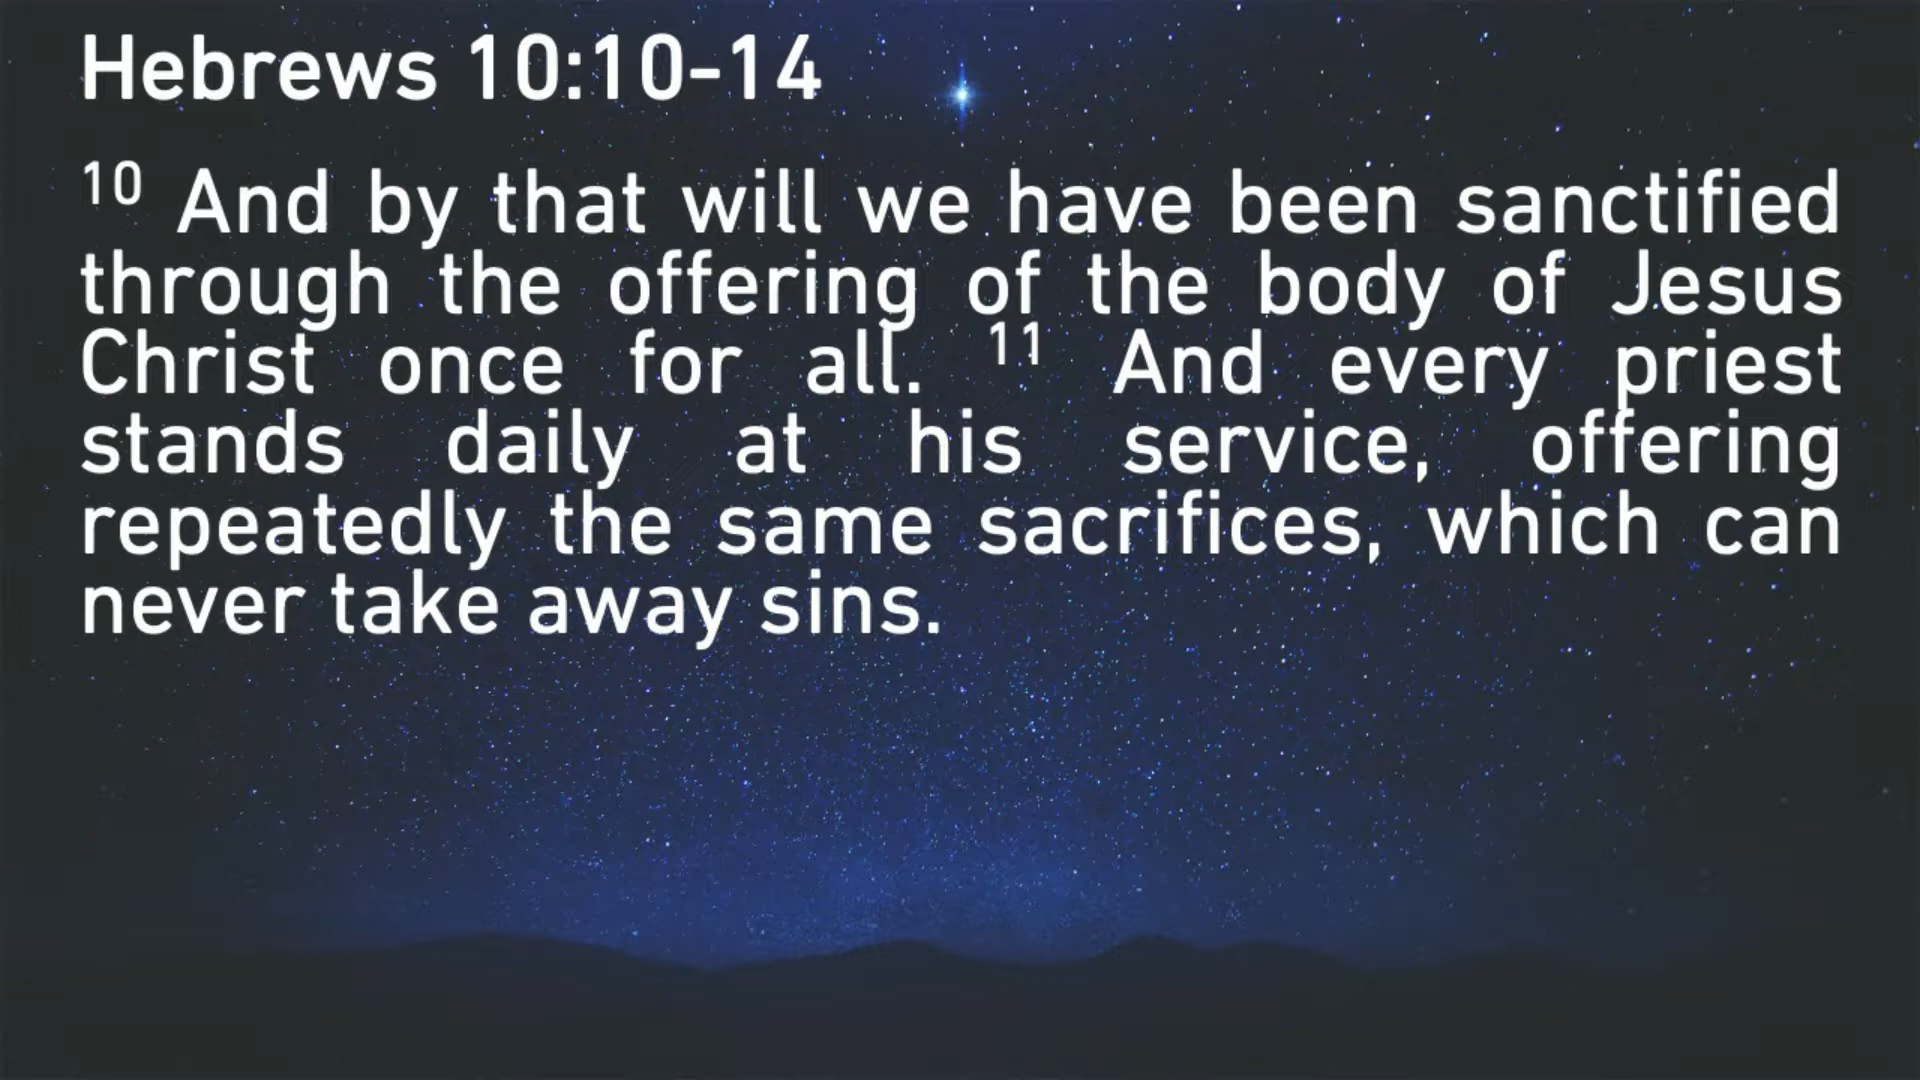 Hebrews 10:10-14
10 And by that will we have been sanctified
through the offering of the body of Jesus
Christ once for all. 11 And every priest
stands daily at his service, offering
repeatedly the same sacrifices, which can
never take away sins.